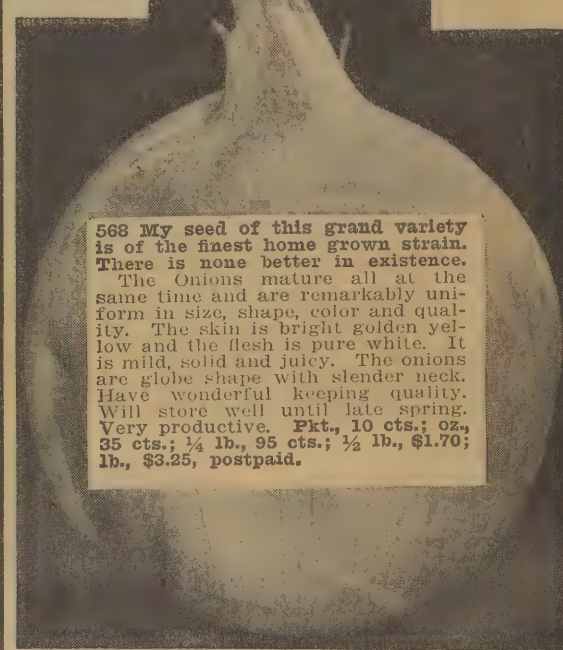 568 My seed of this grand variety
is of the finest home grown strain.
There is none better in existence.
The Onions mature all at the
same time and are remarkably uni-
form in size, shape, color and qual-
ity. The skin is bright golden yel-
low and the flesh is pure white. It
is mild, solid and juicy. The onions
are globe shape with slender neck.
Have wonderful keeping quality.
Will store well until late spring.
Very productive. Pkt., 10 cts.; oz.,
35 cts.; ¼ lb., 95 cts.; ½ lb., $1.70;
lb., $3.25, postpaid.